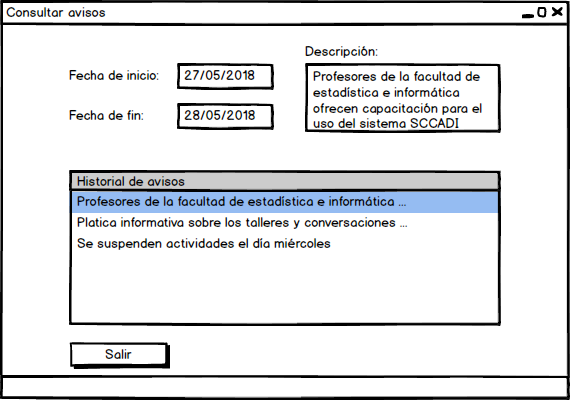 Consultar avisos
Descripción:
Fecha de inicio: 27/05/2018
Profesores de la facultad de
estadística e informática
ofrecen capacitación para el
uso del sistema SCCADI
Fecha de fin: 28/05/2018
Historial de avisos
Profesores de la facultad de estadística e informática ...
Platica informativa sobre los talleres y conversaciones ...
Se suspenden actividades el día miércoles
Salir